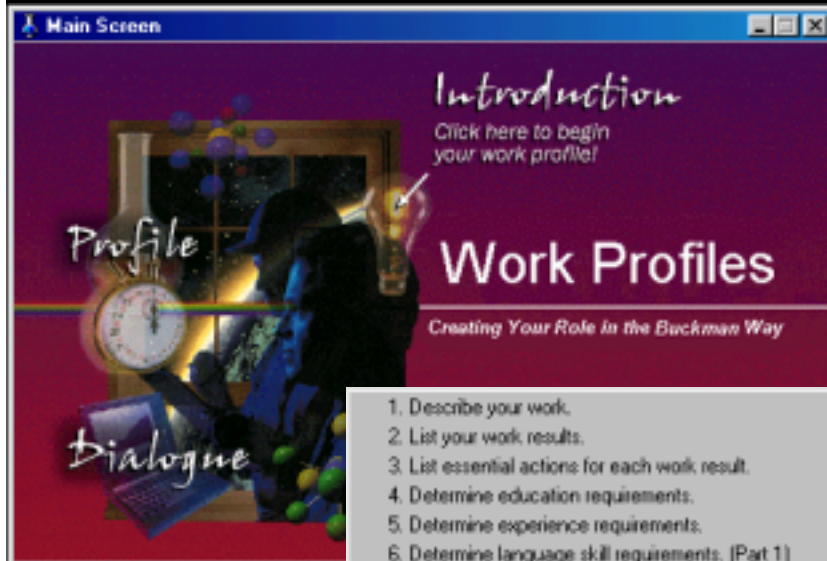 Main Screen
Introduction
Click here to begin
your work profile!
Profile
Work Profiles
Creating Your Role in the Buckman Way
Dialogue
1. Describe your work.
2. List your work results.
3. List essential actions for each work result.
4. Determine education requirements.
5. Determine experience requirements.
6. Determine language skill requirements. (Part 1)